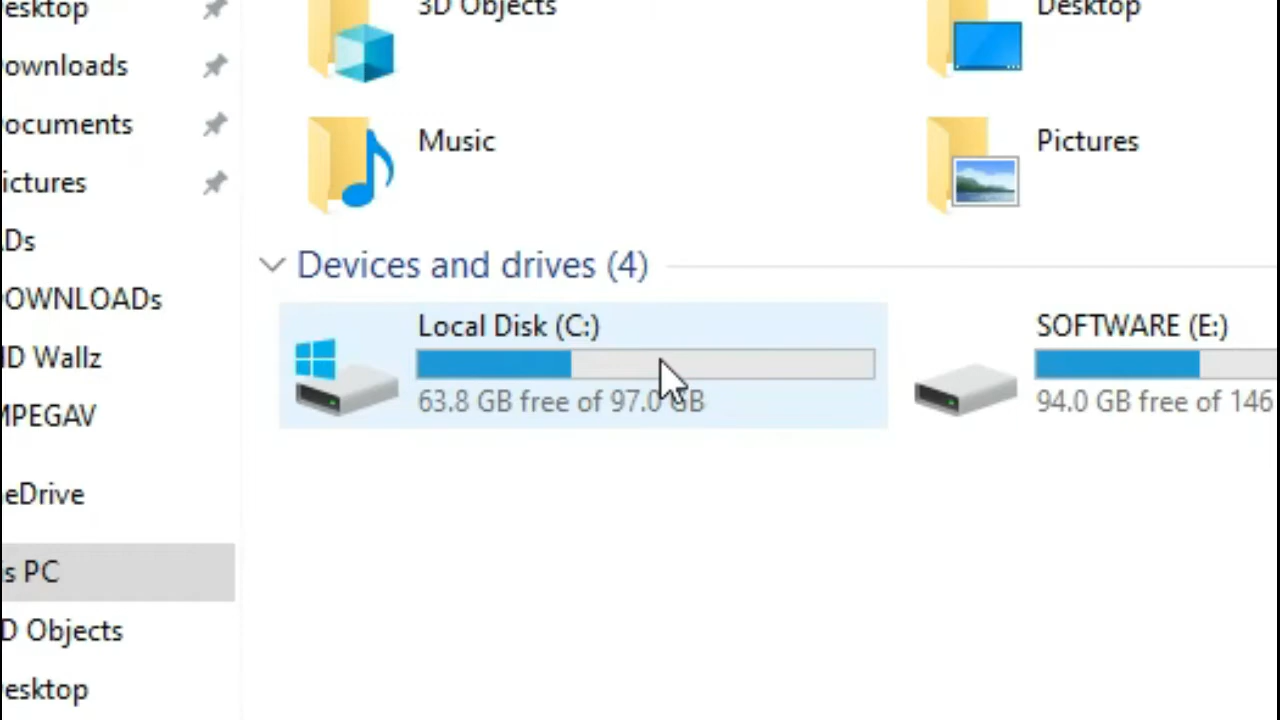 esktop
ownloads
ocuments
ictures
Ds
OWNLOADs
D Wallz
MPEGAV
eDrive
s PC
D Objects
esktop
3D Objects
Desktop
Music
Pictures
Devices and drives (4)
Local Disk (C:)
63.8 GB free of 97.0 GB
SOFTWARE (E:)
94.0 GB free of 146